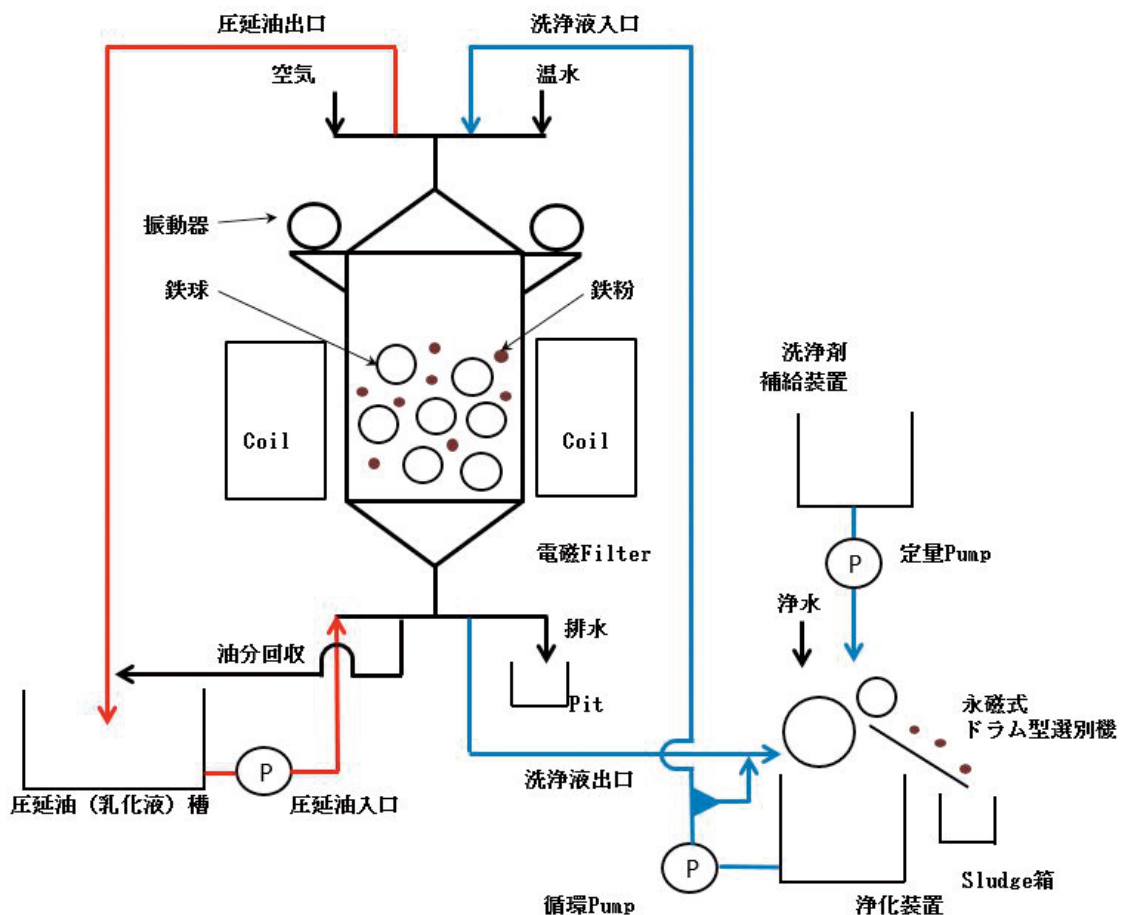 圧延油出口
洗浄液入口
空気
温水
振動器
鉄球
鉄粉
Coil
Coil
洗浄剤
補給装置
電磁Filter
P
定量Pump
浄水
排水
油分回収
Pit
永磁式
ドラム型選別機
P
洗浄液出口
圧延油（乳化液）槽
圧延油入口
P
Sludge箱
循環Pump
浄化装置